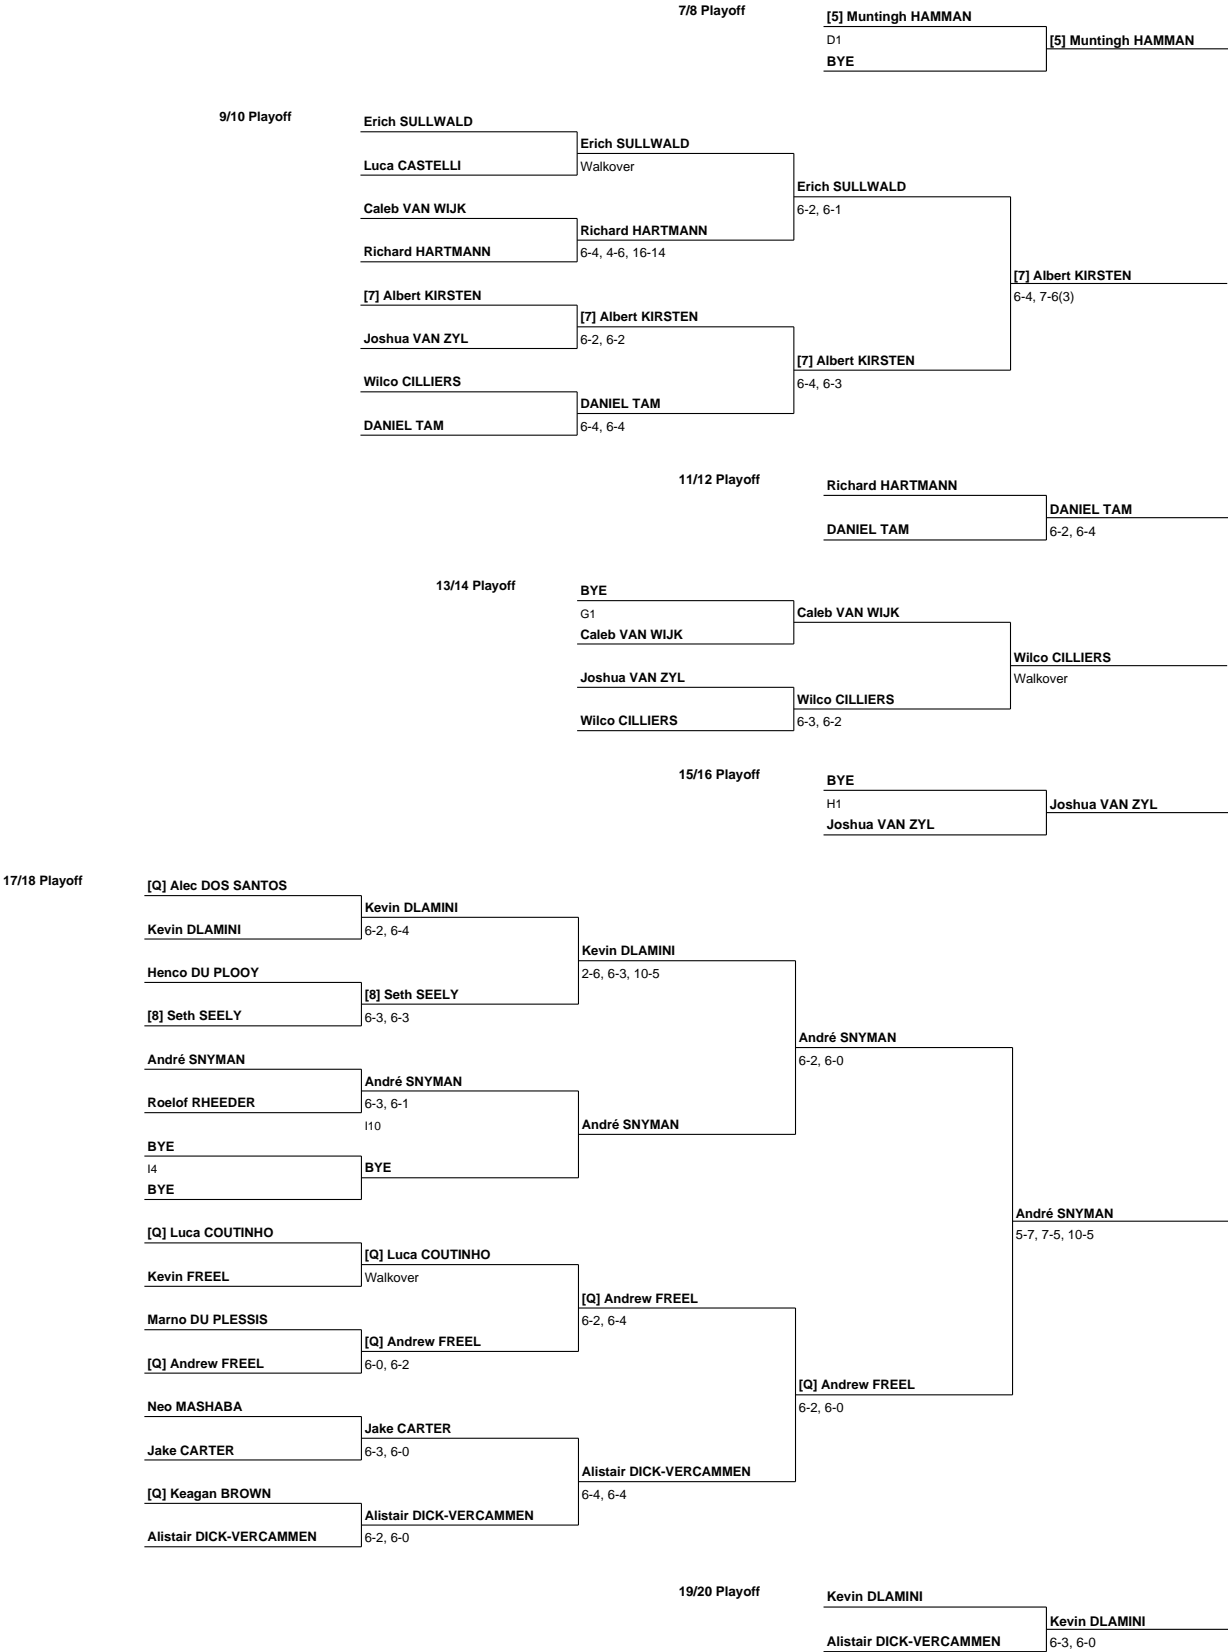 7/8 Playoff
[5] Muntingh HAMMAN
D1
[5] Muntingh HAMMAN
BYE
9/10 Playoff
Erich SULLWALD
Erich SULLWALD
Luca CASTELLI
Walkover
Erich SULLWALD
Caleb VAN WIJK
6-2, 6-1
Richard HARTMANN
Richard HARTMANN
6-4, 4-6, 16-14
[7] Albert KIRSTEN
[7] Albert KIRSTEN
6-4, 7-6(3)
[7] Albert KIRSTEN
Joshua VAN ZYL
6-2, 6-2
[7] Albert KIRSTEN
Wilco CILLIERS
6-4, 6-3
DANIEL TAM
DANIEL TAM
6-4, 6-4
11/12 Playoff
Richard HARTMANN
DANIEL TAM
DANIEL TAM
6-2, 6-4
13/14 Playoff
BYE
G1
Caleb VAN WIJK
Caleb VAN WIJK
Wilco CILLIERS
Joshua VAN ZYL
Walkover
Wilco CILLIERS
Wilco CILLIERS
6-3, 6-2
15/16 Playoff
BYE
H1
Joshua VAN ZYL
Joshua VAN ZYL
17/18 Playoff
[Q] Alec DOS SANTOS
Kevin DLAMINI
Kevin DLAMINI
6-2, 6-4
Kevin DLAMINI
Henco DU PLOOY
2-6, 6-3, 10-5
[8] Seth SEELY
[8] Seth SEELY
6-3, 6-3
André SNYMAN
André SNYMAN
6-2, 6-0
André SNYMAN
Roelof RHEEDER
6-3, 6-1
I10
André SNYMAN
BYE
I4
BYE
BYE
André SNYMAN
5-7, 7-5, 10-5
[Q] Luca COUTINHO
[Q] Luca COUTINHO
Kevin FREEL
Walkover
[Q] Andrew FREEL
Marno DU PLESSIS
6-2, 6-4
[Q] Andrew FREEL
[Q] Andrew FREEL
6-0, 6-2
[Q] Andrew FREEL
Neo MASHABA
6-2, 6-0
Jake CARTER
Jake CARTER
6-3, 6-0
Alistair DICK-VERCAMMEN
[Q] Keagan BROWN
6-4, 6-4
Alistair DICK-VERCAMMEN
Alistair DICK-VERCAMMEN
6-2, 6-0
19/20 Playoff
Kevin DLAMINI
Kevin DLAMINI
Alistair DICK-VERCAMMEN
6-3, 6-0